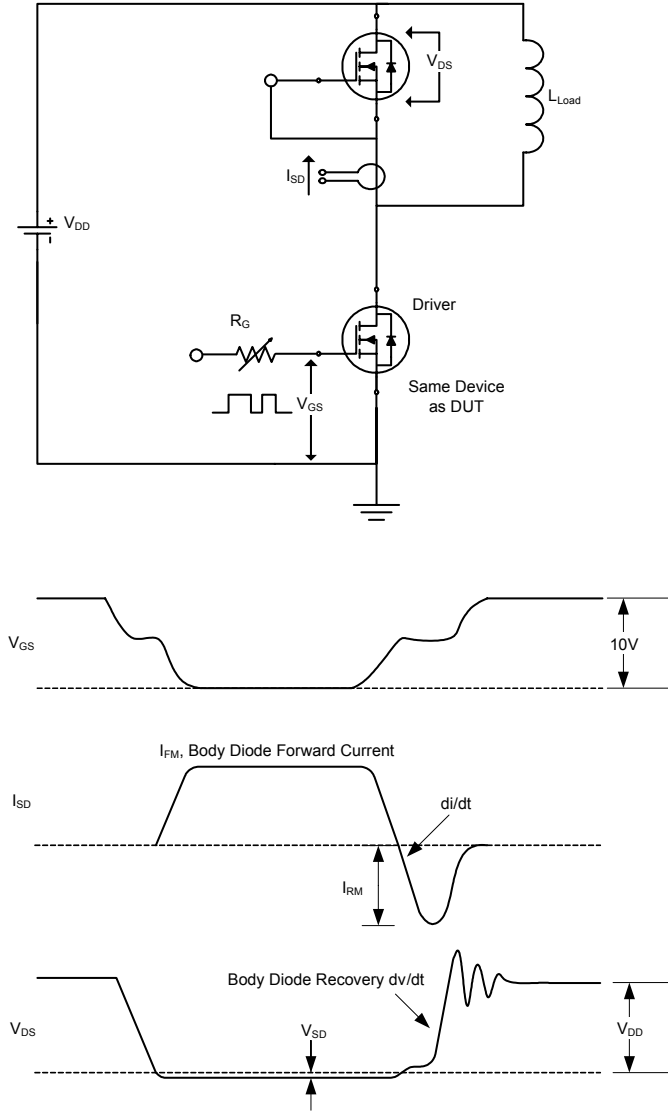 V_DS
L_Load
I_SD
+
V_DD
-
Driver
R_G
Same Device
as DUT
V_GS
V_GS
10V
I_FM, Body Diode Forward Current
I_SD
di/dt
I_RM
Body Diode Recovery dv/dt
V_DS
V_SD
V_DD